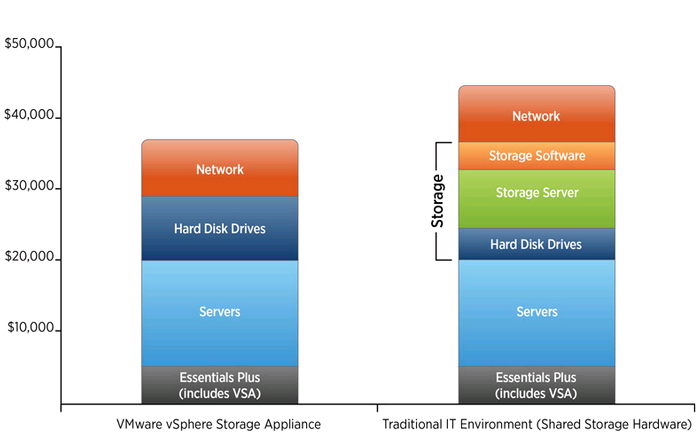 $50,000
$40,000
$30,000
$20,000
$10,000
Network
Hard Disk Drives
Servers
Essentials Plus
(includes VSA)
VMware vSphere Storage Appliance
Storage
Network
Storage Software
Storage Server
Hard Disk Drives
Servers
Essentials Plus
(includes VSA)
Traditional IT Environment (Shared Storage Hardware)